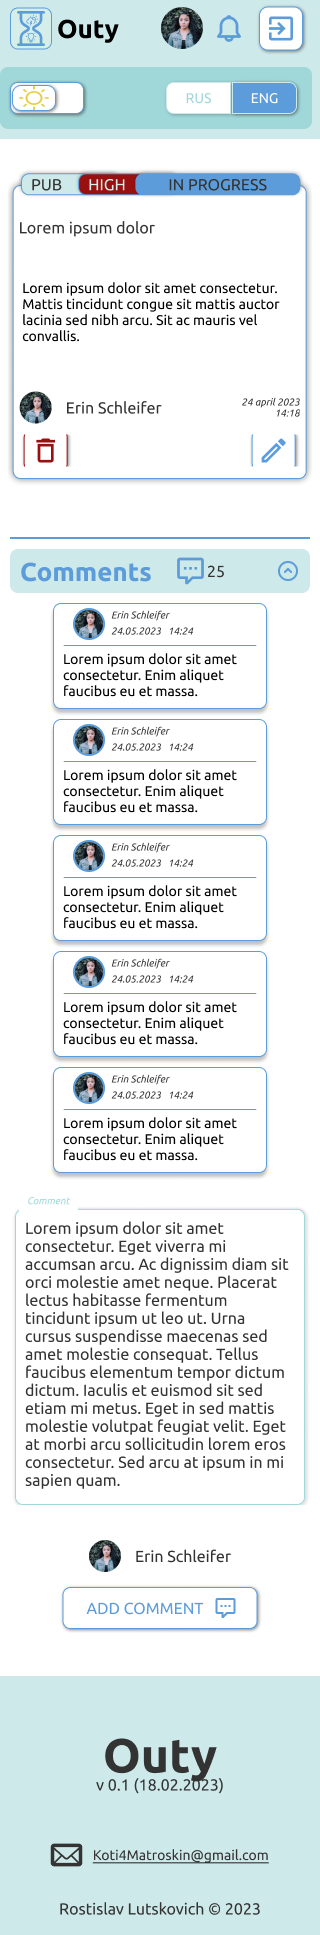 Outy
RUS
ENG
PUB
HIGH
IN PROGRESS
Lorem ipsum dolor
Lorem ipsum dolor sit amet consectetur.
Mattis tincidunt congue sit mattis auctor
lacinia sed nibh arcu. Sit ac mauris vel
convallis.
Erin Schleifer
24 april 2023
14:18
Comments
25
Erin Schleifer
24.05.2023 14:24
Lorem ipsum dolor sit amet
consectetur. Enim aliquet
faucibus eu et massa.
Erin Schleifer
24.05.2023 14:24
Lorem ipsum dolor sit amet
consectetur. Enim aliquet
faucibus eu et massa.
Erin Schleifer
24.05.2023 14:24
Lorem ipsum dolor sit amet
consectetur. Enim aliquet
faucibus eu et massa.
Erin Schleifer
24.05.2023 14:24
Lorem ipsum dolor sit amet
consectetur. Enim aliquet
faucibus eu et massa.
Erin Schleifer
24.05.2023 14:24
Lorem ipsum dolor sit amet
consectetur. Enim aliquet
faucibus eu et massa.
Comment
Lorem ipsum dolor sit amet
consectetur. Eget viverra mi
accumsan arcu. Ac dignissim diam sit
orci molestie amet neque. Placerat
lectus habitasse fermentum
tincidunt ipsum ut leo ut. Urna
cursus suspendisse maecenas sed
amet molestie consequat. Tellus
faucibus elementum tempor dictum
dictum. Iaculis et euismod sit sed
etiam mi metus. Eget in sed mattis
molestie volutpat feugiat velit. Eget
at morbi arcu sollicitudin lorem eros
consectetur. Sed arcu at ipsum in mi
sapien quam.
Erin Schleifer
ADD COMMENT
Outy
v 0.1 (18.02.2023)
Koti4Matroskin@gmail.com
Rostislav Lutskovich © 2023